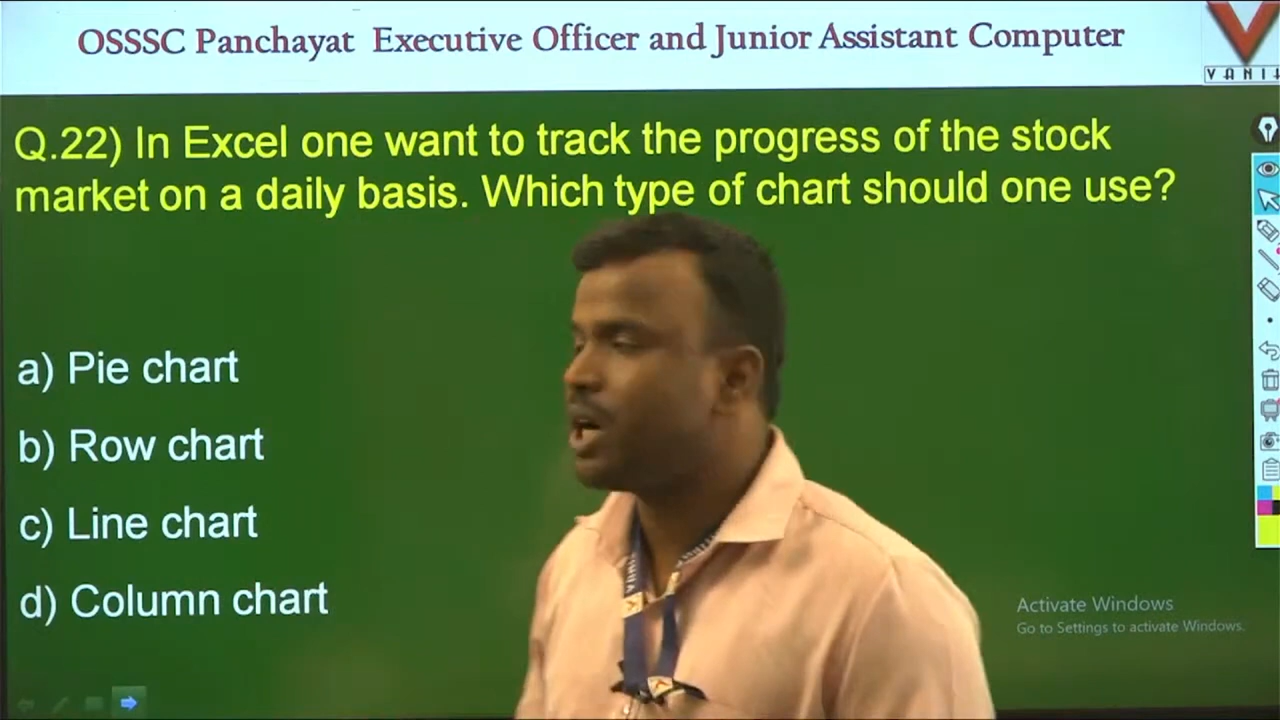 OSSSC Panchayat Executive Officer and Junior Assistant Computer
VANI
Q.22) In Excel one want to track the progress of the stock
market on a daily basis. Which type of chart should one use?
a) Pie chart
b) Row chart
c) Line chart
d) Column chart
Activate Windows
Go to Settings to activate Windows.